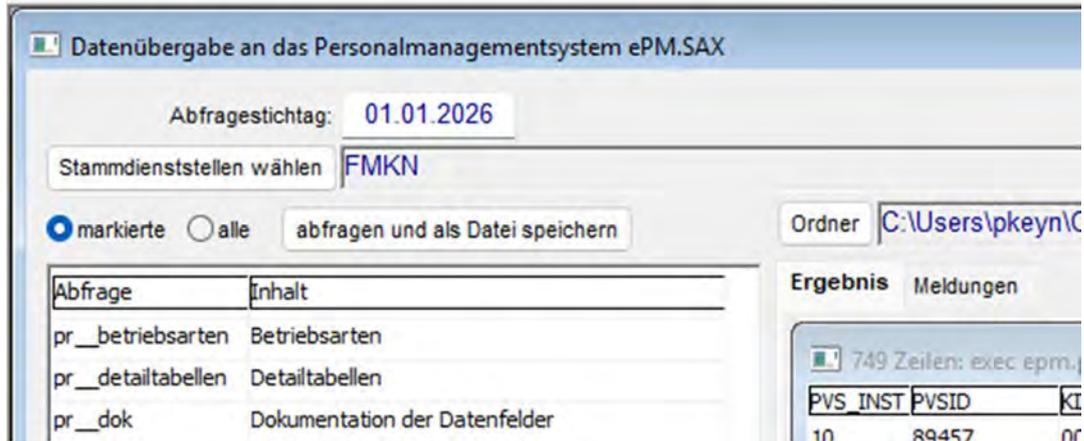 Datenübergabe an das Personalmanagementsystem ePM.SAX
Abfragestichtag: 01.01.2026
Stammdienststellen wählen FMKN
markierte alle abfragen und als Datei speichern
Ordner C:\Users\pkeyn\
Abfrage Inhalt
pr__betriebsarten Betriebsarten
pr__detailtabellen Detailtabellen
pr__dok Dokumentation der Datenfelder
Ergebnis Meldungen
749 Zeilen: exec epm.
PVS_INST PVSID
10 89457